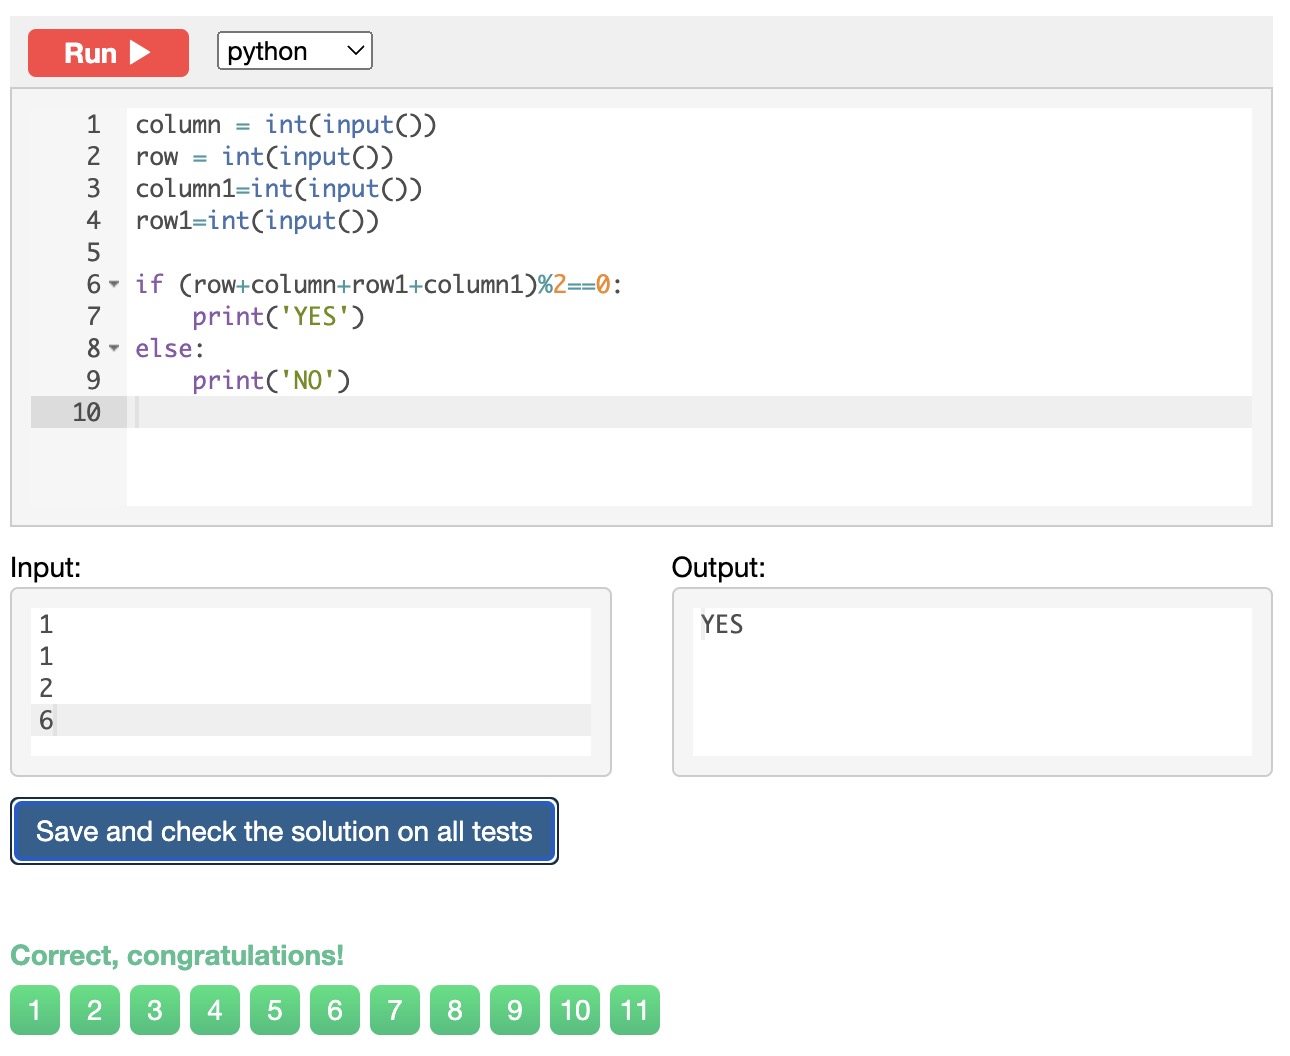 Run
python
1 column = int(input())
2 row = int(input())
3 column1=int(input())
4 row1=int(input())
5
6 if (row+column+row1+column1)%2==0:
7     print('YES')
8 else:
9     print('NO')
10
Input:
1
1
2
6
Output:
YES
Save and check the solution on all tests
Correct, congratulations!
1 2 3 4 5 6 7 8 9 10 11